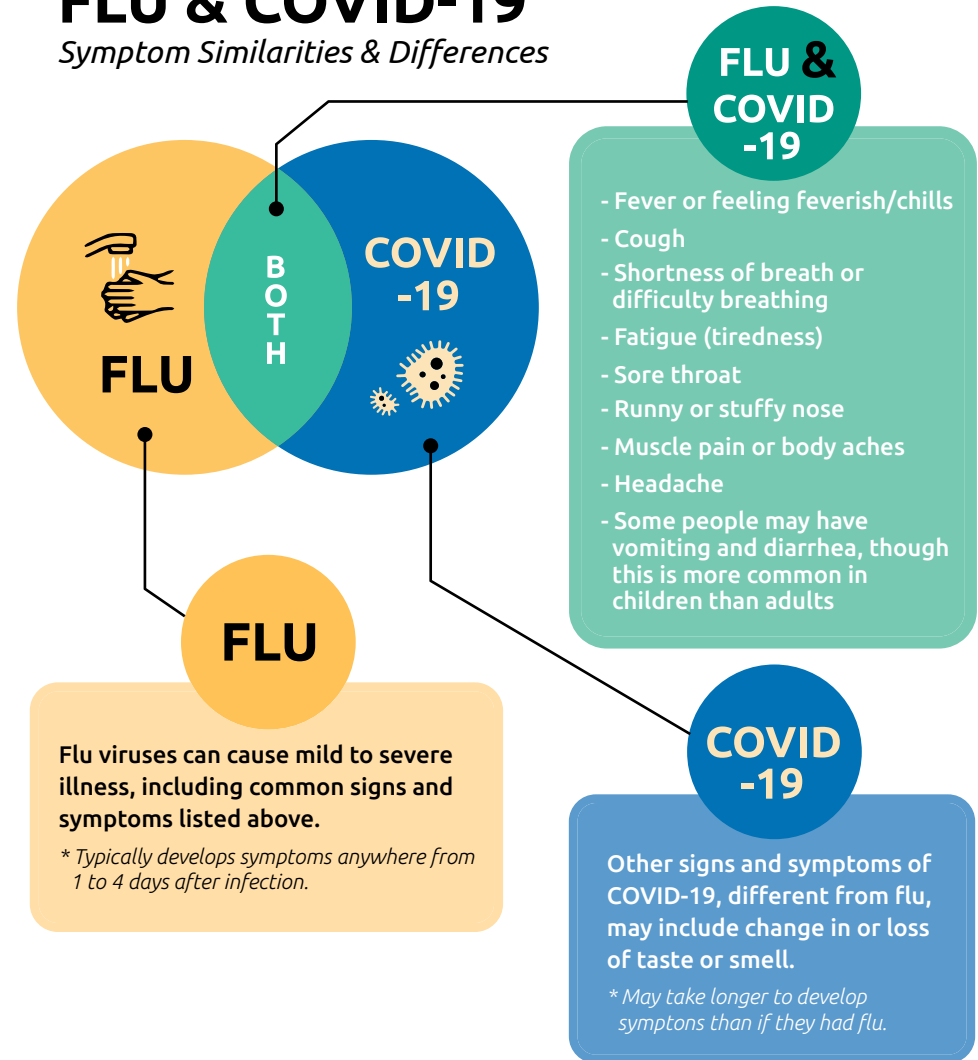 FLU & COVID-19
Symptom Similarities & Differences
FLU &
COVID
-19
- Fever or feeling feverish/chills
- Cough
- Shortness of breath or
difficulty breathing
- Fatigue (tiredness)
- Sore throat
- Runny or stuffy nose
- Muscle pain or body aches
- Headache
- Some people may have
vomiting and diarrhea, though
this is more common in
children than adults
FLU
B
O
T
H
COVID
-19
FLU
Flu viruses can cause mild to severe
illness, including common signs and
symptoms listed above.
* Typically develops symptoms anywhere from
1 to 4 days after infection.
COVID
-19
Other signs and symptoms of
COVID-19, different from flu,
may include change in or loss
of taste or smell.
* May take longer to develop
symptons than if they had flu.